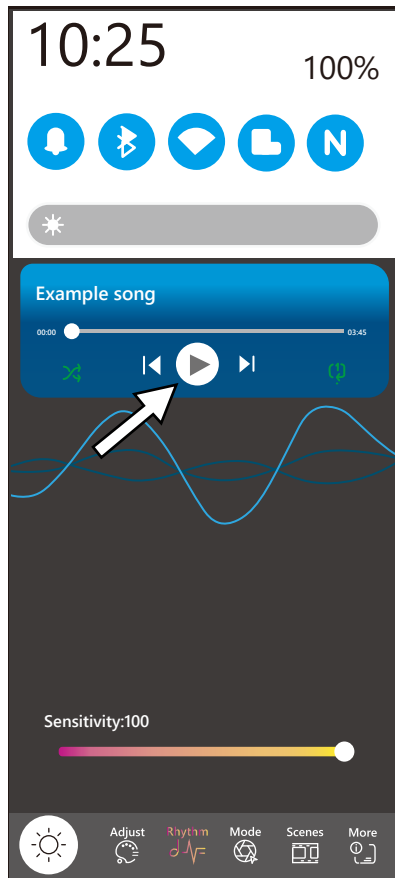 10:25
100%
N
Example song
00:00
03:45
Sensitivity:100
Adjust
Rhythm
Mode
Scenes
More